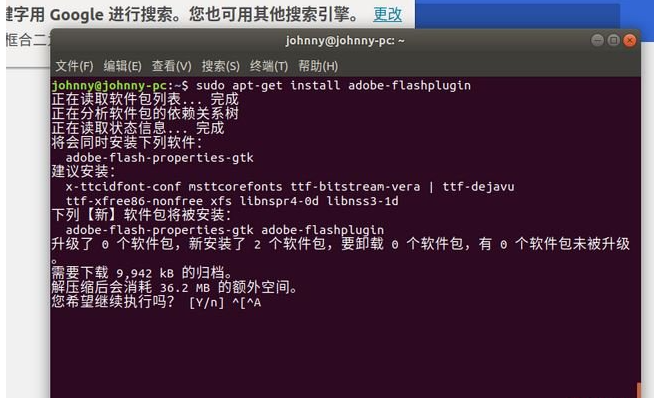 键字用 Google 进行搜索。您也可用其他搜索引擎。 更改
框合二
johnny@johnny-pc: ~
文件(F) 编辑(E) 查看(V) 搜索(S) 终端(T) 帮助(H)
johnny@johnny-pc:~$ sudo apt-get install adobe-flashplugin
正在读取软件包列表... 完成
正在分析软件包的依赖关系树
正在读取状态信息... 完成
将会同时安装下列软件：
adobe-flash-properties-gtk
建议安装：
x-ttcidfont-conf msttcorefonts ttf-bitstream-vera | ttf-dejavu
ttf-xfree86-nonfree xfs libnspr4-0d libnss3-1d
下列【新】软件包将被安装：
adobe-flash-properties-gtk adobe-flashplugin
升级了 0 个软件包，新安装了 2 个软件包，要卸载 0 个软件包，有 0 个软件包未被升级
。
需要下载 9,942 kB 的归档。
解压缩后会消耗 36.2 MB 的额外空间。
您希望继续执行吗？ [Y/n] ^[^A